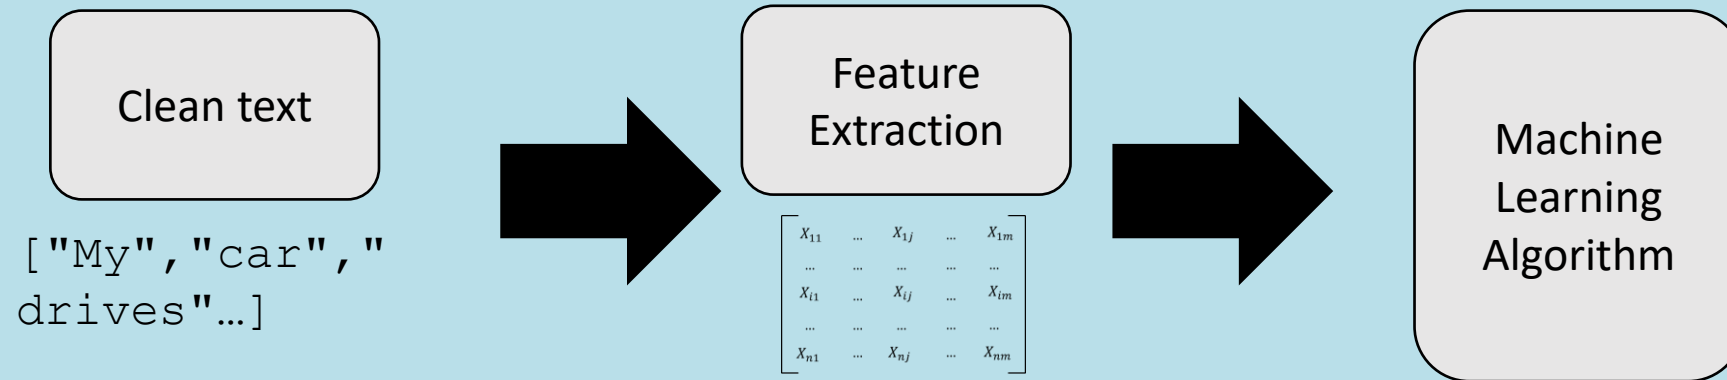 Clean text
["My","car","
drives"…]
Feature
Extraction
X₁₁ … X₁ⱼ … X₁ₘ
… … … … …
Xᵢ₁ … Xᵢⱼ … Xᵢₘ
… … … … …
Xₙ₁ … Xₙⱼ … Xₙₘ
Machine
Learning
Algorithm